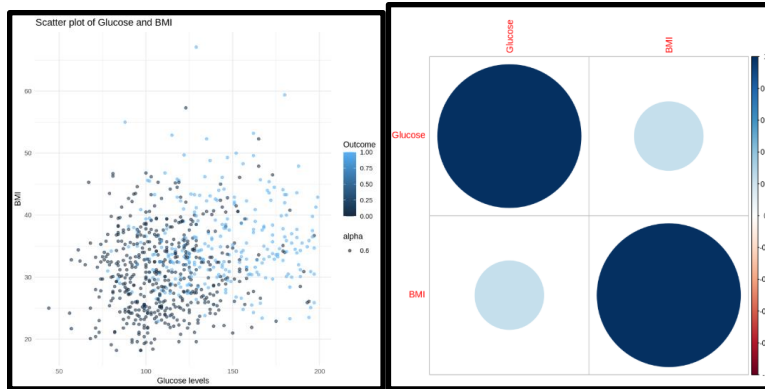 Scatter plot of Glucose and BMI
60
50
40
30
20
BMI
50
100
150
200
Glucose levels
Outcome
1.00
0.75
0.50
0.25
0.00
alpha
0.6
Glucose
BMI
Glucose
BMI